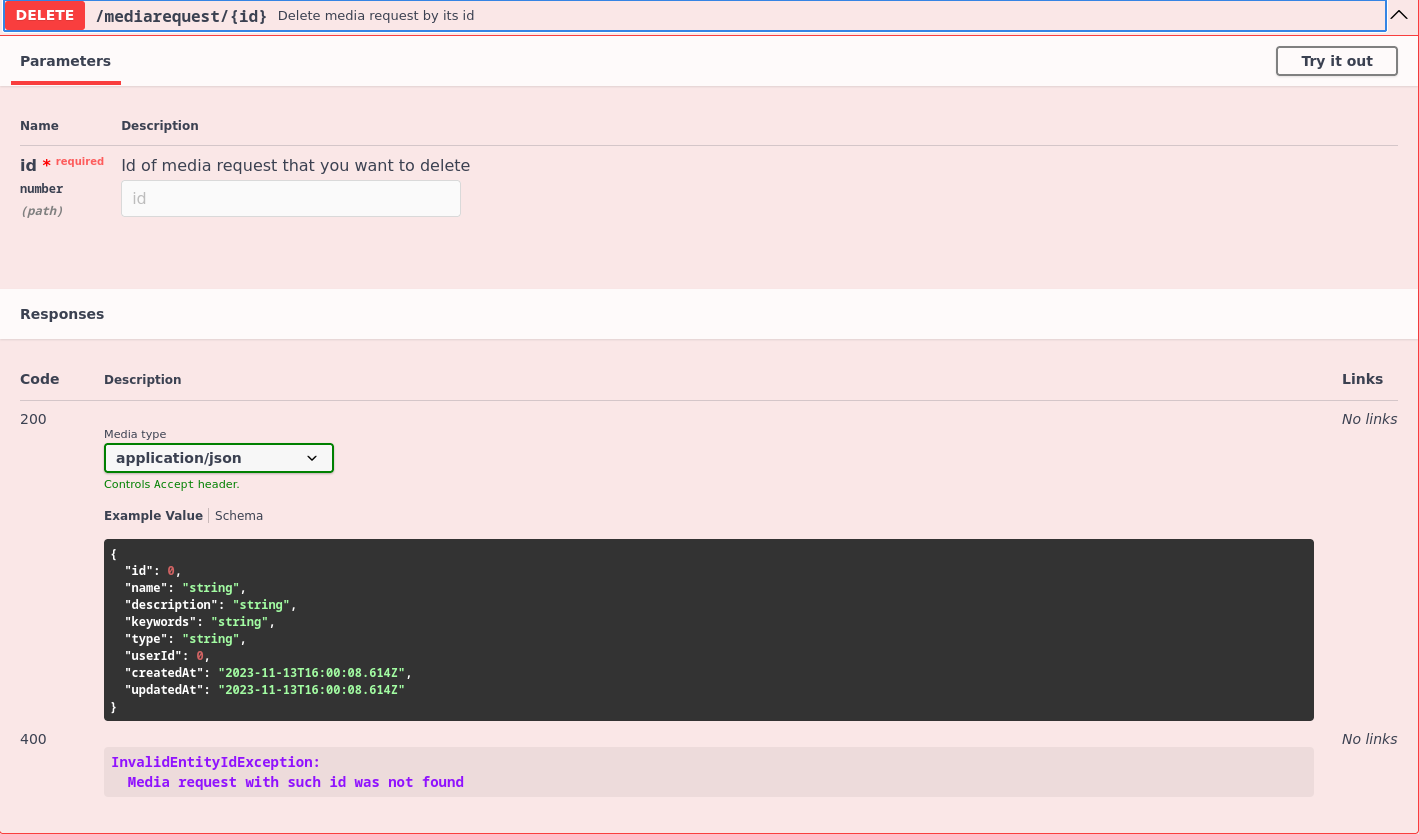 DELETE /mediarequest/{id} Delete media request by its id
Parameters
Try it out
Name Description
id * required
Id of media request that you want to delete
number
id
(path)
Responses
Code Description Links
200 No links
Media type
application/json
Controls Accept header.
Example Value Schema
{
  "id": 0,
  "name": "string",
  "description": "string",
  "keywords": "string",
  "type": "string",
  "userId": 0,
  "createdAt": "2023-11-13T16:00:08.614Z",
  "updatedAt": "2023-11-13T16:00:08.614Z"
}
400 No links
InvalidEntityIdException:
  Media request with such id was not found